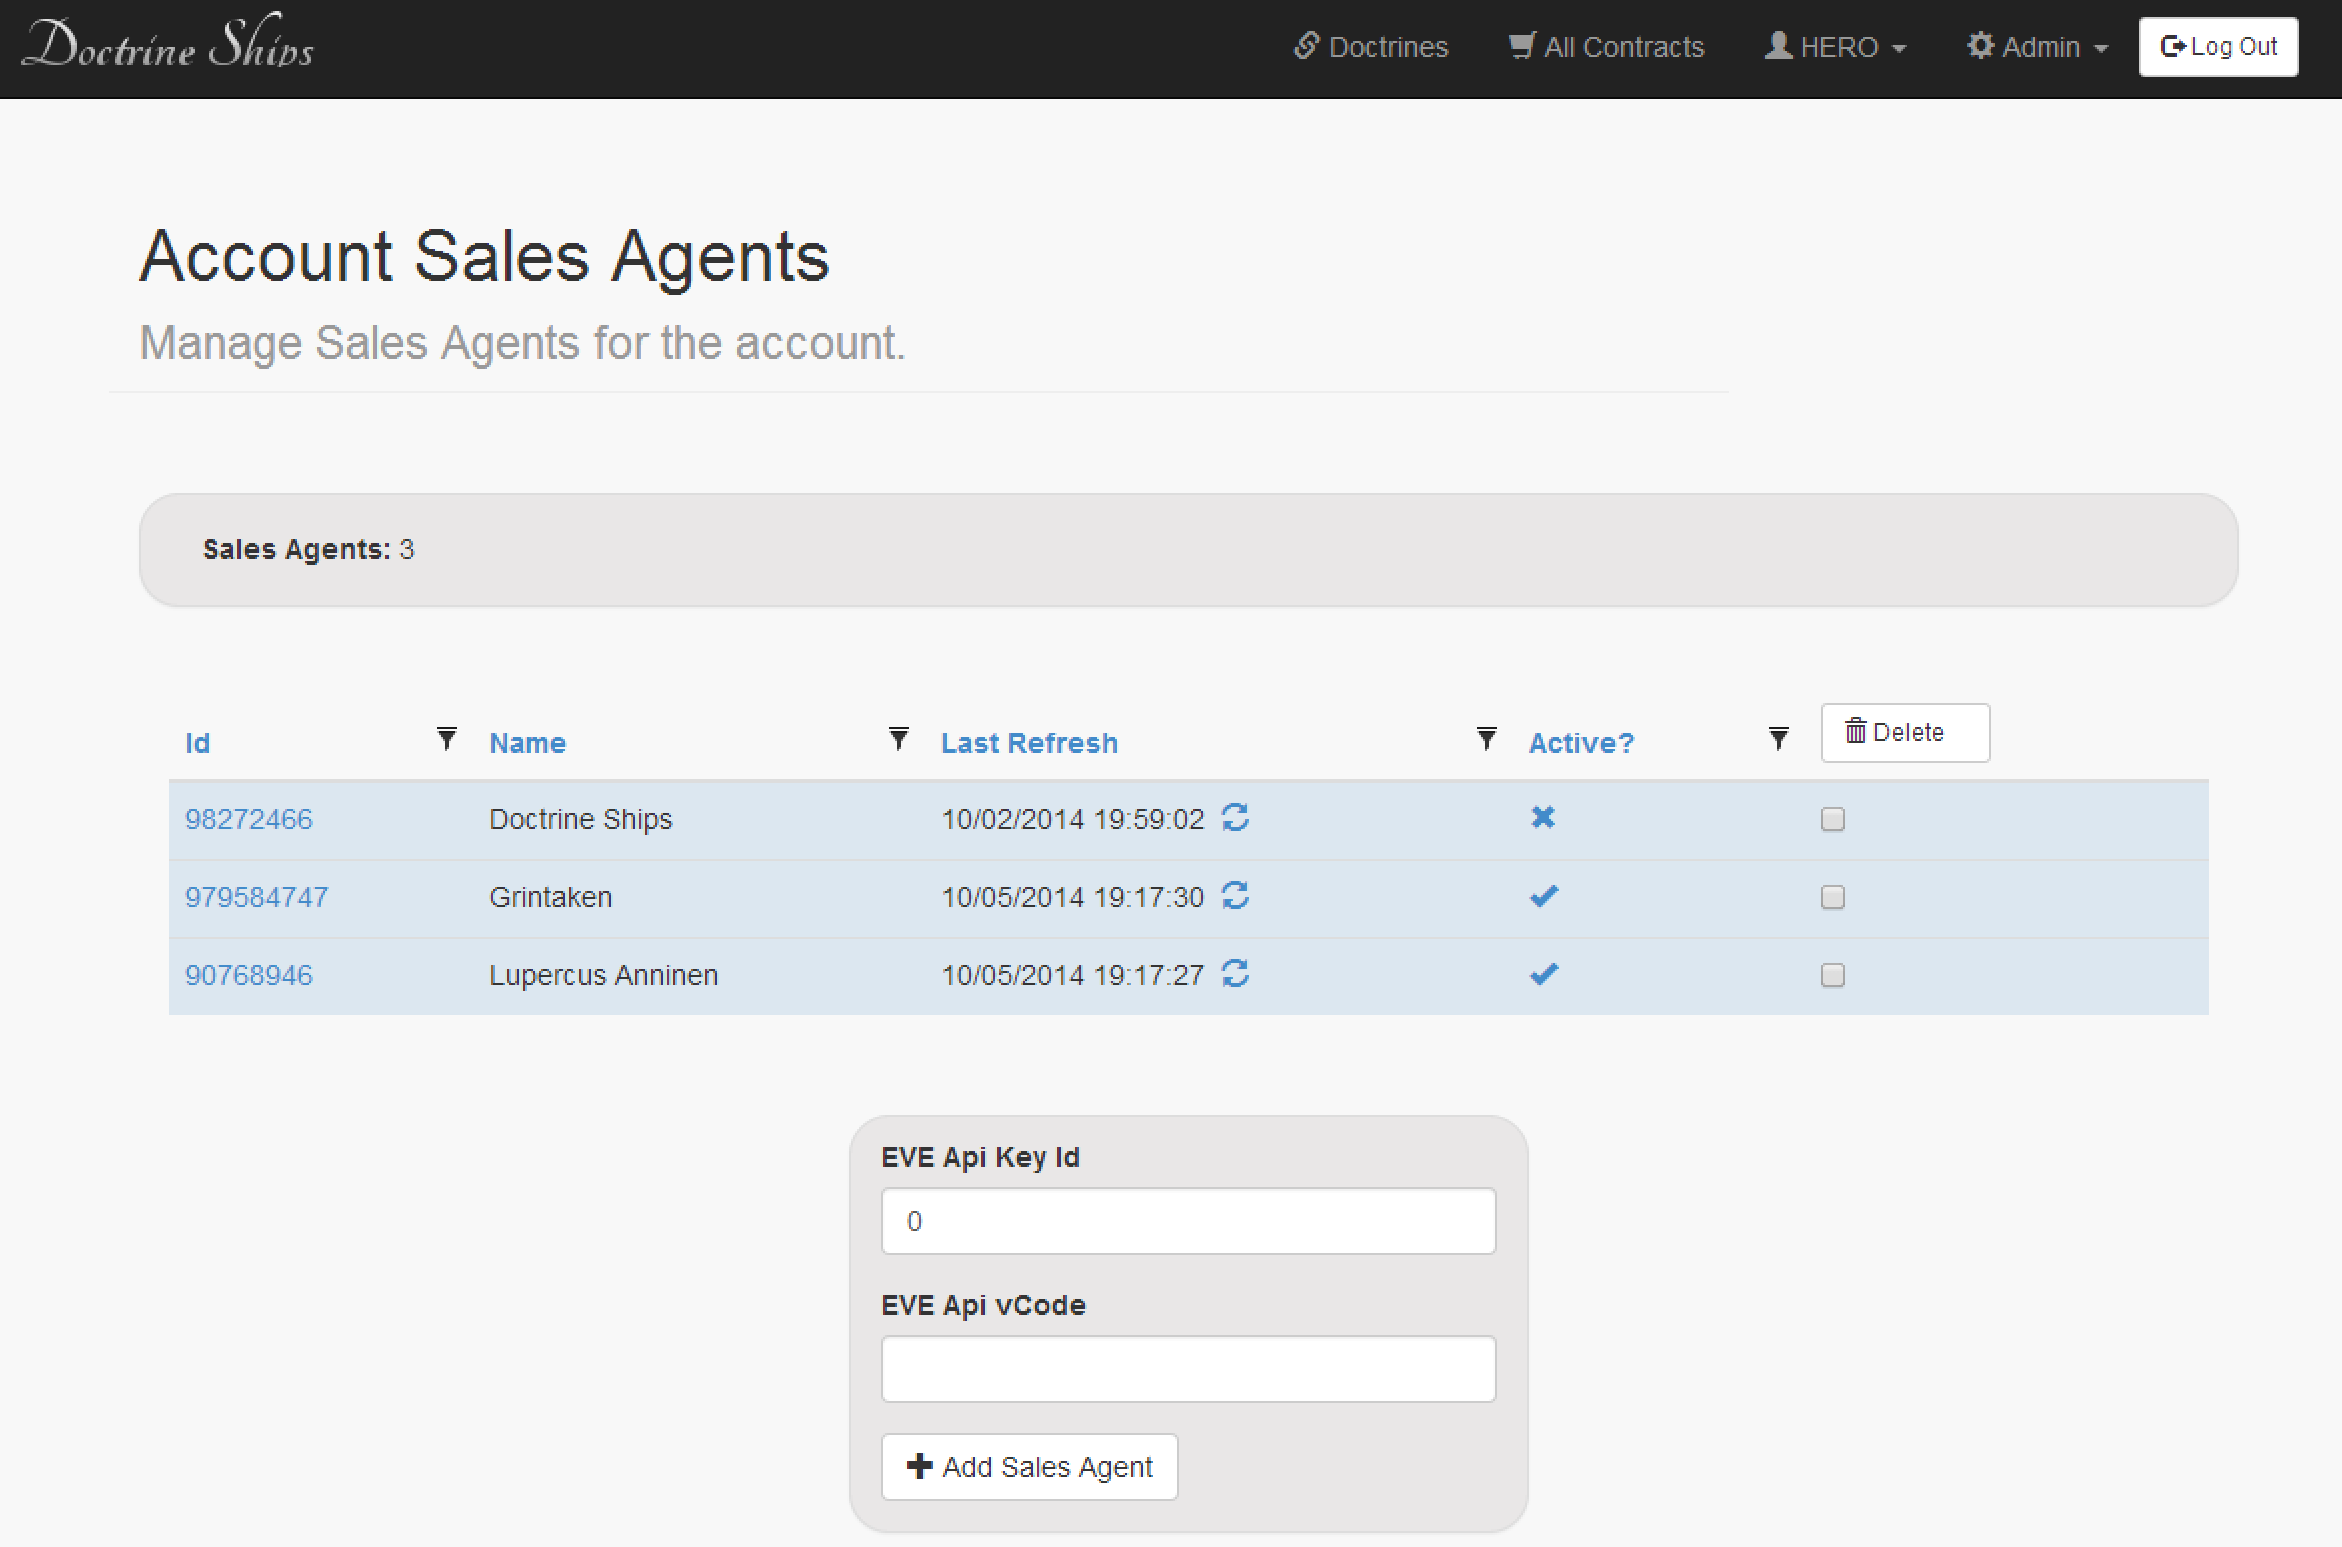 Doctrine Ships Doctrines All Contracts HERO Admin Log Out
Account Sales Agents
Manage Sales Agents for the account.
Sales Agents: 3
Id Name Last Refresh Active? Delete
98272466 Doctrine Ships 10/02/2014 19:59:02
979584747 Grintaken 10/05/2014 19:17:30
90768946 Lupercus Anninen 10/05/2014 19:17:27
EVE Api Key Id
0
EVE Api vCode
Add Sales Agent